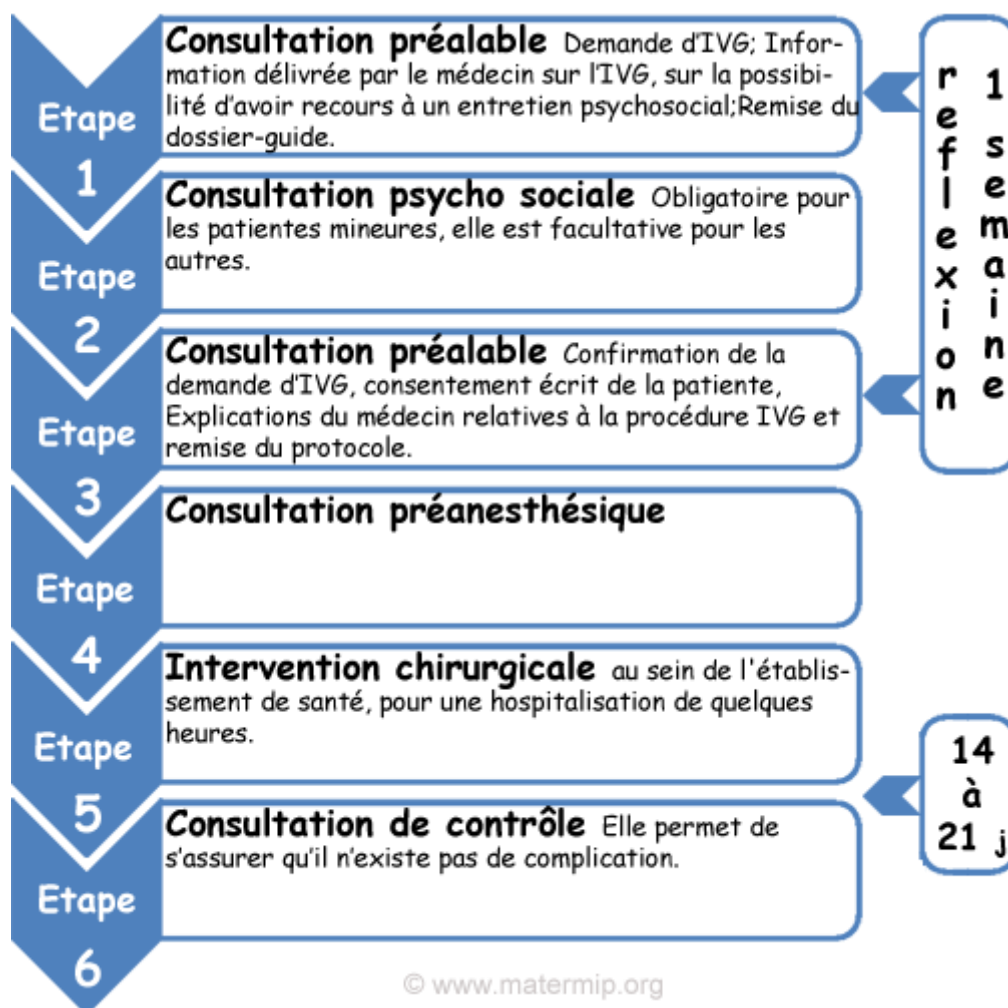 Etape
1
Consultation préalable Demande d'IVG; Infor-
mation délivrée par le médecin sur l'IVG, sur la possibi-
lité d'avoir recours à un entretien psychosocial;Remise du
dossier-guide.
Etape
2
Consultation psycho sociale Obligatoire pour
les patientes mineures, elle est facultative pour les
autres.
Etape
3
Consultation préalable Confirmation de la
demande d'IVG, consentement écrit de la patiente,
Explications du médecin relatives à la procédure IVG et
remise du protocole.
Etape
4
Consultation préanesthésique
Etape
5
Intervention chirurgicale au sein de l'établis-
sement de santé, pour une hospitalisation de quelques
heures.
Etape
6
Consultation de contrôle Elle permet de
s'assurer qu'il n'existe pas de complication.
1 semaine
reflexion
14
à
21 j
© www.matermip.org